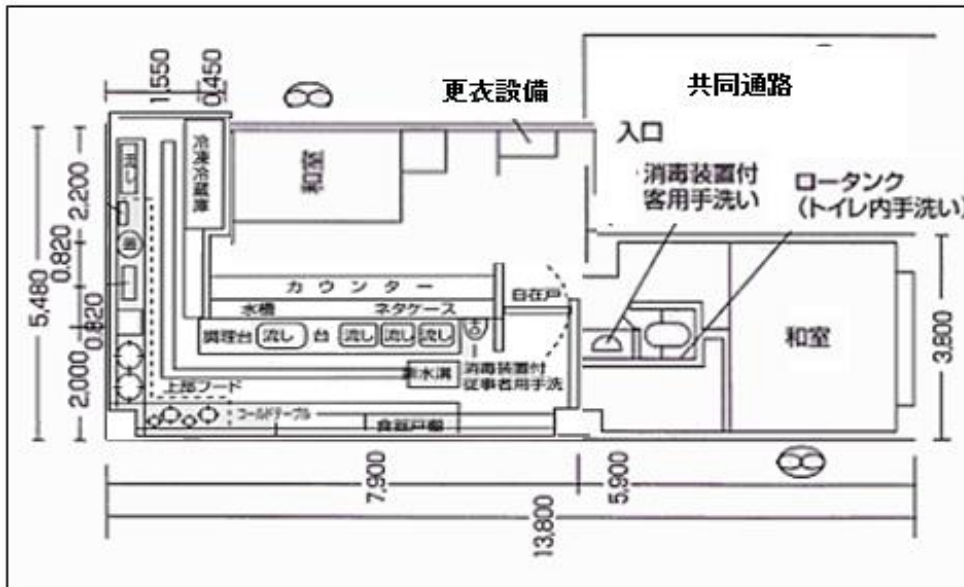 1,550
0,450
更衣設備
共同通路
入口
消毒装置付
客用手洗い
ロータンク
(トイレ内手洗い)
和室
2,200
0,820
0,820
2,000
5,480
カウンター
水槽
ネタケース
自在戸
調理台
流し
台
流し
流し
流し
排水溝
消毒装置付
従事者用手洗
上部フード
コールドテーブル
食器戸棚
和室
3,800
7,900
5,900
13,800